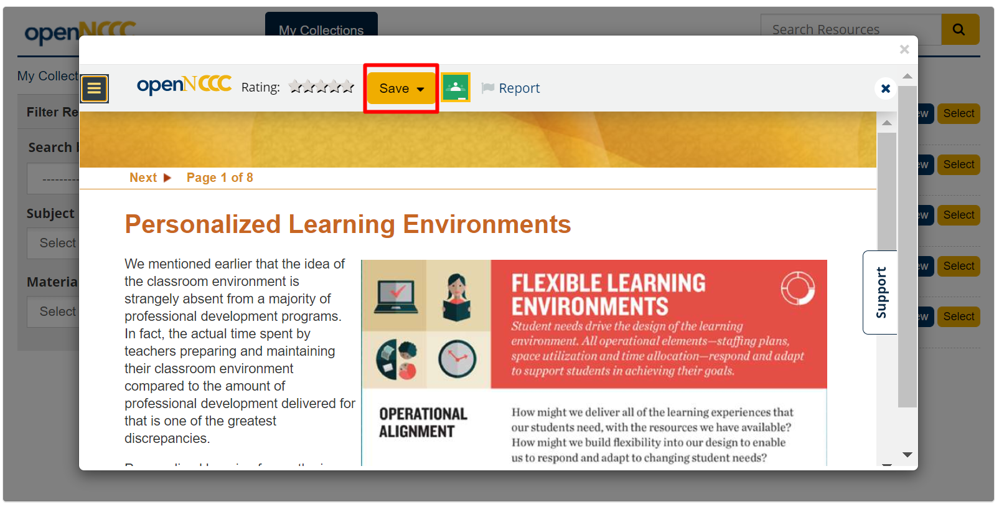 openNCCC
My Collections
Search Resources
My Collect
Filter Re
Search
---------
Subject
Select
Materia
Select
openNCCC
Rating:
Save
Report
Next
Page 1 of 8
Personalized Learning Environments
We mentioned earlier that the idea of
the classroom environment is
strangely absent from a majority of
professional development programs.
In fact, the actual time spent by
teachers preparing and maintaining
their classroom environment
compared to the amount of
professional development delivered for
that is one of the greatest
discrepancies.
FLEXIBLE LEARNING
ENVIRONMENTS
Student needs drive the design of the learning
environment. All operational elements—staffing plans,
space utilization and time allocation—respond and adapt
to support students in achieving their goals.
OPERATIONAL
ALIGNMENT
How might we deliver all of the learning experiences that
our students need, with the resources we have available?
How might we build flexibility into our design to enable
us to respond and adapt to changing student needs?
Support
ew Select
ew Select
ew Select
ew Select
ew Select